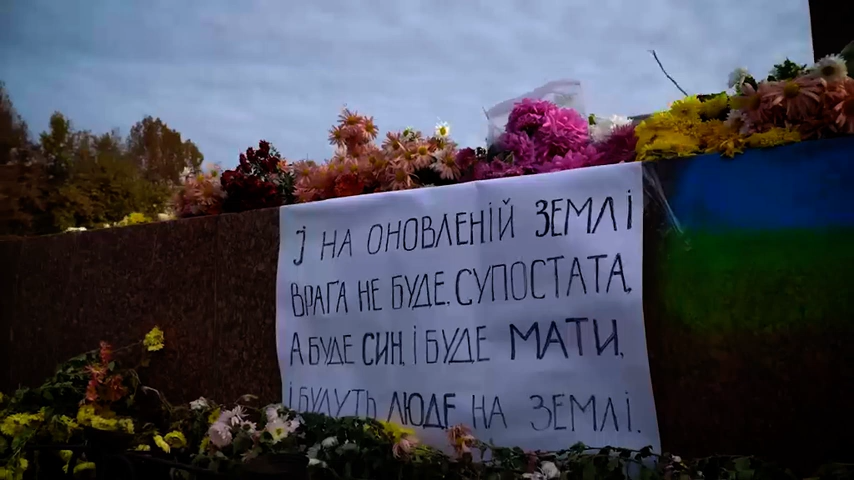 І НА ОНОВЛЕНІЙ ЗЕМЛІ
ВРАГА НЕ БУДЕ, СУПОСТАТА,
А БУДЕ СИН, І БУДЕ МАТИ,
І БУДУТЬ ЛЮДЕ НА ЗЕМЛІ.